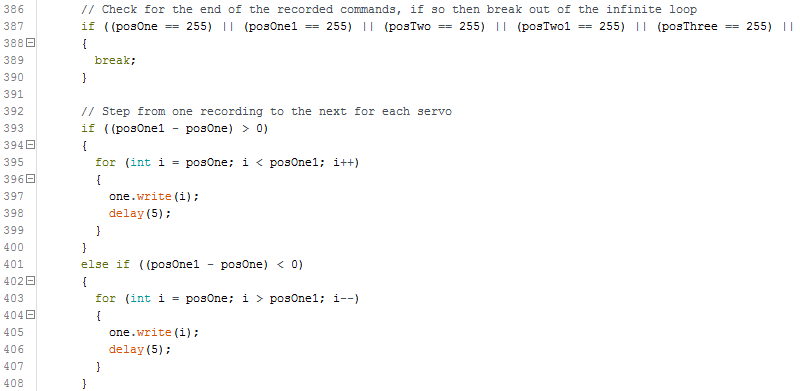 386 // Check for the end of the recorded commands, if so then break out of the infinite loop
387 if ((posOne == 255) || (posOne1 == 255) || (posTwo == 255) || (posTwo1 == 255) || (posThree == 255) ||
388 {
389 break;
390 }
391
392 // Step from one recording to the next for each servo
393 if ((posOne1 - posOne) > 0)
394 {
395 for (int i = posOne; i < posOne1; i++)
396 {
397 one.write(i);
398 delay(5);
399 }
400 }
401 else if ((posOne1 - posOne) < 0)
402 {
403 for (int i = posOne; i > posOne1; i--)
404 {
405 one.write(i);
406 delay(5);
407 }
408 }